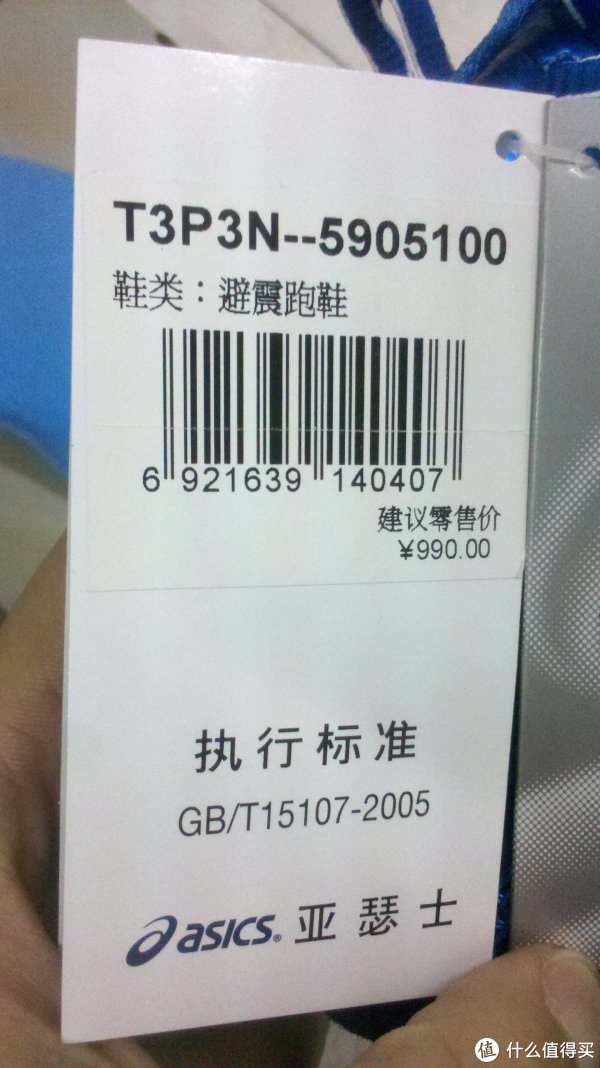 T3P3N--5905100
鞋类：避震跑鞋
6 921639 140407
建议零售价
¥990.00
执行标准
GB/T15107-2005
asics® 亚瑟士
值 什么值得买